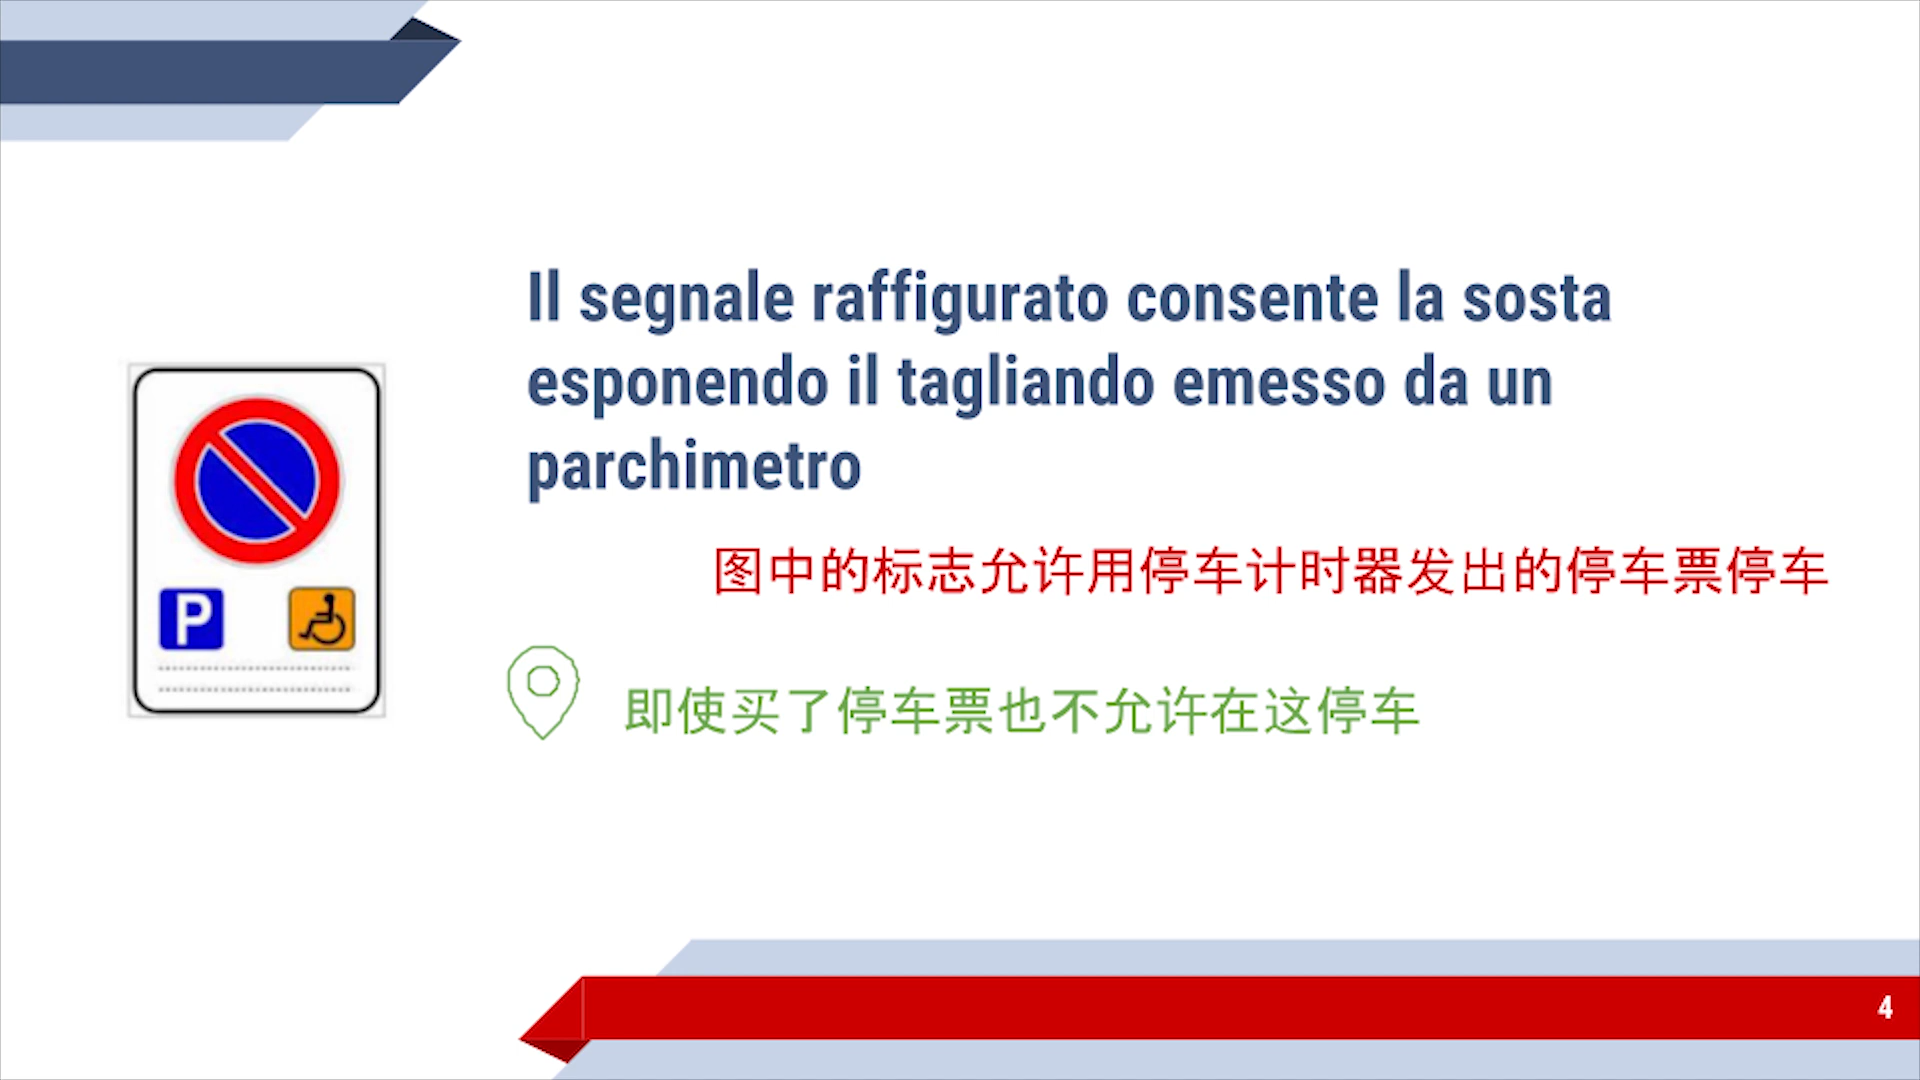 Il segnale raffigurato consente la sosta
esponendo il tagliando emesso da un
parchimetro
图中的标志允许用停车计时器发出的停车票停车
P
即使买了停车票也不允许在这停车
4